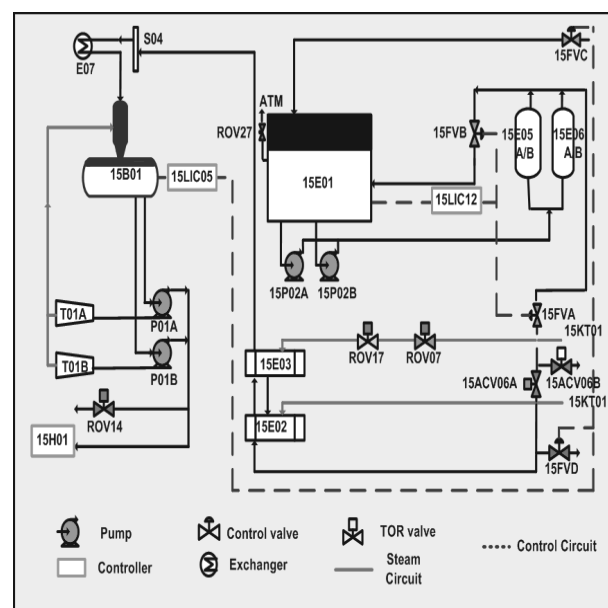 S04
15FVC
E07
ATM
ROV27
15FVB
15E05
A/B
15E06
A/B
15B01
15LIC05
15E01
15LIC12
15P02A
15P02B
T01A
P01A
15FVA
15KT01
ROV17
ROV07
T01B
P01B
15E03
15ACV06A
15ACV06B
15KT01
ROV14
15E02
15H01
15FVD
Pump
Control valve
TOR valve
Control Circuit
Controller
Exchanger
Steam
Circuit